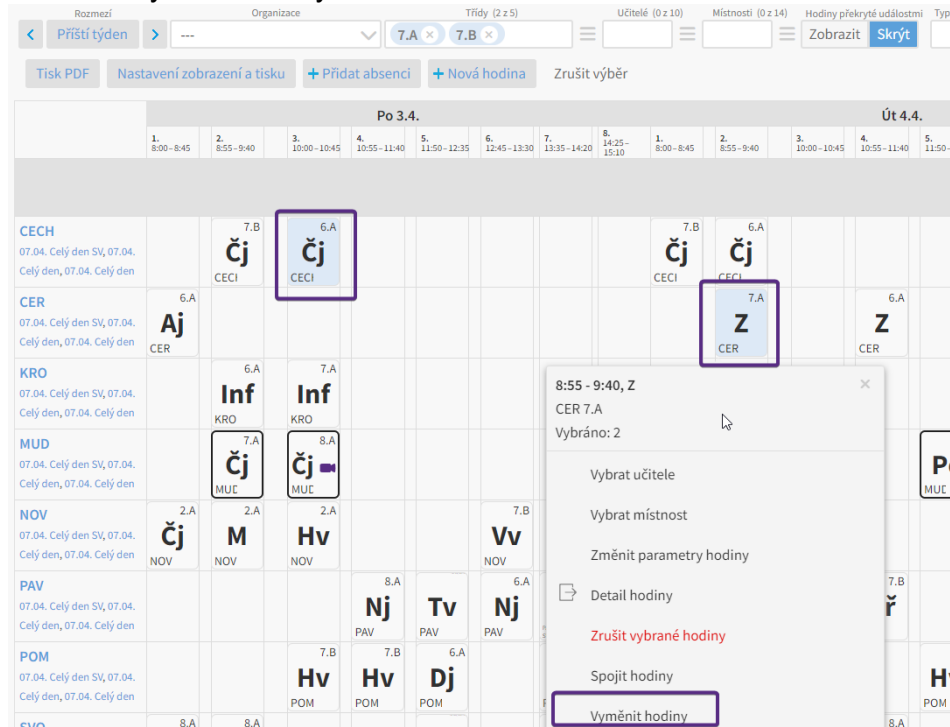 Rozmezí
Organizace
Třídy (2 z 5)
Učitelé (0 z 10)
Místnosti (0 z 14)
Hodiny překryté událostmi
Typ
Příští týden
---
7.A
7.B
Zobrazit
Skrýt
Tisk PDF
Nastavení zobrazení a tisku
+ Přidat absenci
+ Nová hodina
Zrušit výběr
Po 3.4.
Út 4.4.
1. 2. 3. 4. 5. 6. 7. 8. 1. 2. 3. 4. 5.
8:00 – 8:45 8:55 – 9:40 10:00 – 10:45 10:55 – 11:40 11:50 – 12:35 12:45 – 13:30 13:35 – 14:20 14:25 – 15:10 8:00 – 8:45 8:55 – 9:40 10:00 – 10:45 10:55 – 11:40 11:50 –
CECH
07.04. Celý den SV, 07.04.
Celý den, 07.04. Celý den
7.B 6.A 7.B 6.A
Čj Čj Čj Čj
CECI CECI CECI CECI
CER
07.04. Celý den SV, 07.04.
Celý den, 07.04. Celý den
6.A 7.A 6.A
Aj Z Z
CER CER CER
KRO
07.04. Celý den SV, 07.04.
Celý den, 07.04. Celý den
6.A 7.A
Inf Inf
KRO KRO
MUD
07.04. Celý den SV, 07.04.
Celý den, 07.04. Celý den
7.A 8.A
Čj Čj
MUD MUD MUD
NOV
07.04. Celý den SV, 07.04.
Celý den, 07.04. Celý den
2.A 2.A 2.A 7.B
Čj M Hv Vv
NOV NOV NOV NOV
PAV
07.04. Celý den SV, 07.04.
Celý den, 07.04. Celý den
8.A 6.A 7.B
Nj Tv Nj
PAV PAV PAV
POM
07.04. Celý den SV, 07.04.
Celý den, 07.04. Celý den
7.B 7.B 6.A
Hv Hv Dj
POM POM POM POM
8.A 8.A 8.A
8:55 - 9:40, Z
CER 7.A
Vybráno: 2
Vybrat učitele
Vybrat místnost
Změnit parametry hodiny
Detail hodiny
Zrušit vybrané hodiny
Spojit hodiny
Vyměnit hodiny